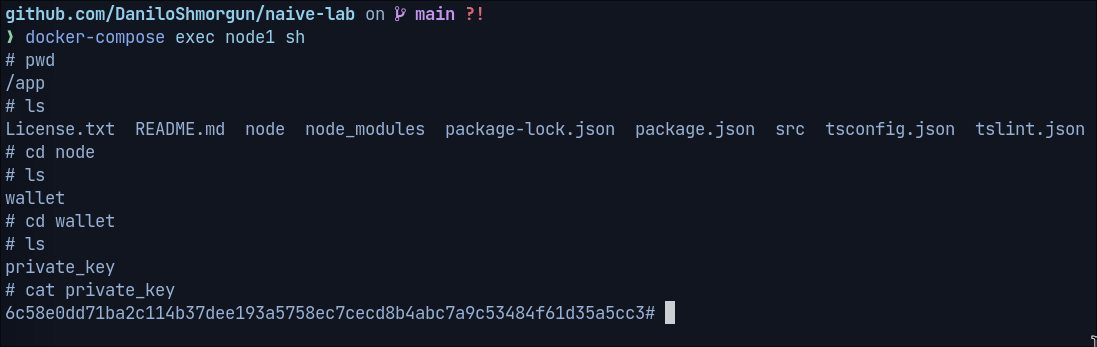 github.com/DaniloShmorgun/naive-lab on main ?!
❱ docker-compose exec node1 sh
# pwd
/app
# ls
License.txt  README.md  node  node_modules  package-lock.json  package.json  src  tsconfig.json  tslint.json
# cd node
# ls
wallet
# cd wallet
# ls
private_key
# cat private_key
6c58e0dd71ba2c114b37dee193a5758ec7cecd8b4abc7a9c53484f61d35a5cc3#